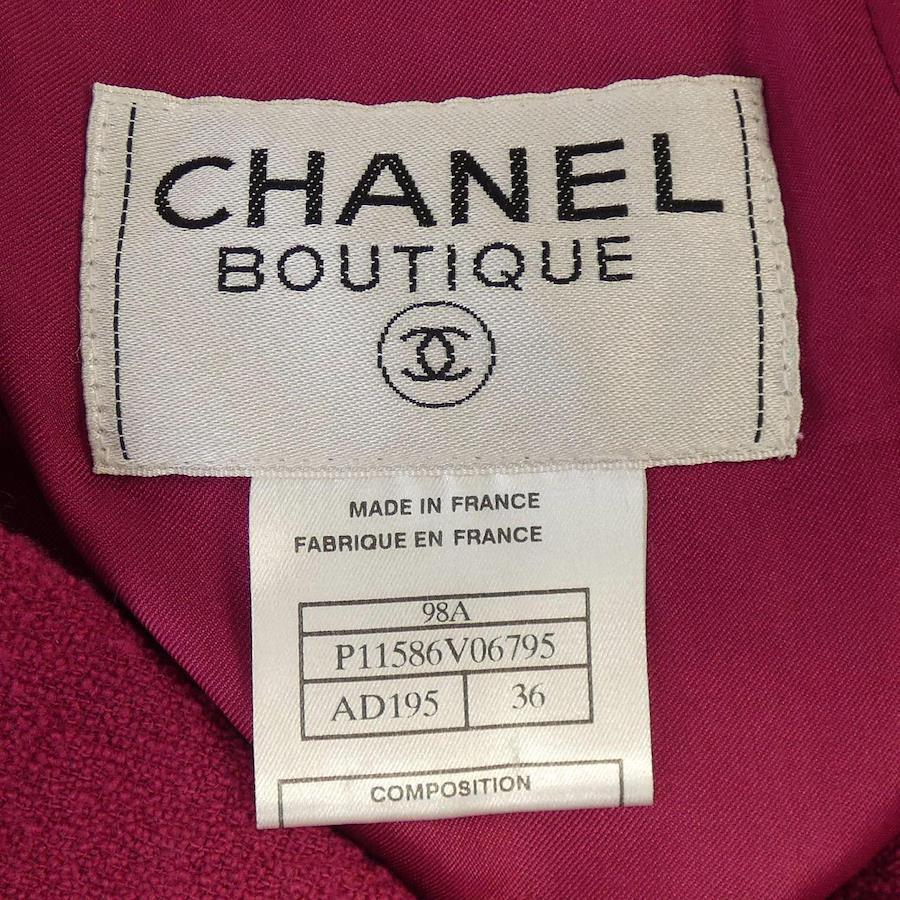 CHANEL
BOUTIQUE
MADE IN FRANCE
FABRIQUE EN FRANCE
98A
P11586V06795
AD195 36
COMPOSITION